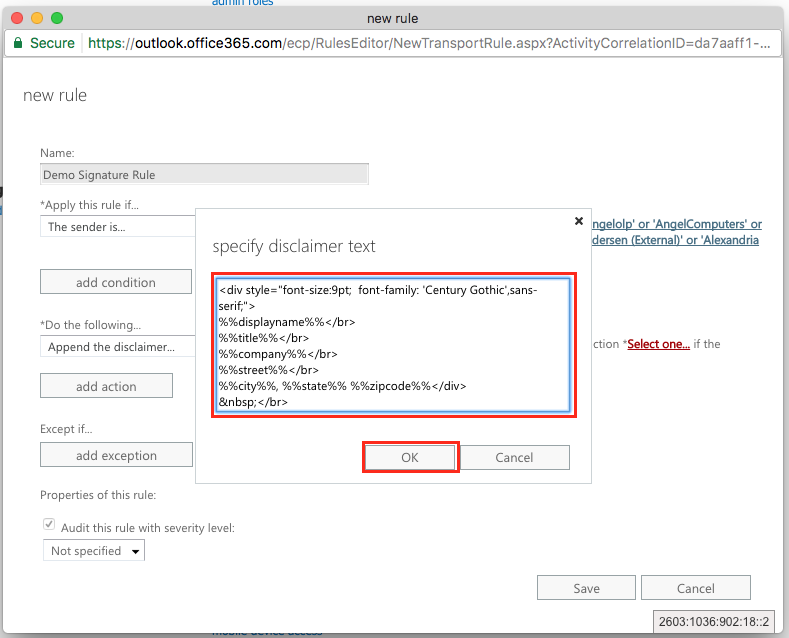 admin roles
new rule
Secure
https://outlook.office365.com/ecp/RulesEditor/NewTransportRule.aspx?ActivityCorrelationID=da7aaff1-...
new rule
Name:
Demo Signature Rule
*Apply this rule if...
The sender is...
ngelolp' or 'AngelComputers' or
dersen (External)' or 'Alexandria
add condition
*Do the following...
Append the disclaimer...
ction *Select one... if the
add action
Except if...
add exception
Properties of this rule:
Audit this rule with severity level:
Not specified
specify disclaimer text
<div style="font-size:9pt;  font-family: 'Century Gothic',sans-
serif;">
%%displayname%%</br>
%%title%%</br>
%%company%%</br>
%%street%%</br>
%%city%%, %%state%% %%zipcode%%</div>
&nbsp;</br>
OK
Cancel
Save
Cancel
2603:1036:902:18::2
mobile device access